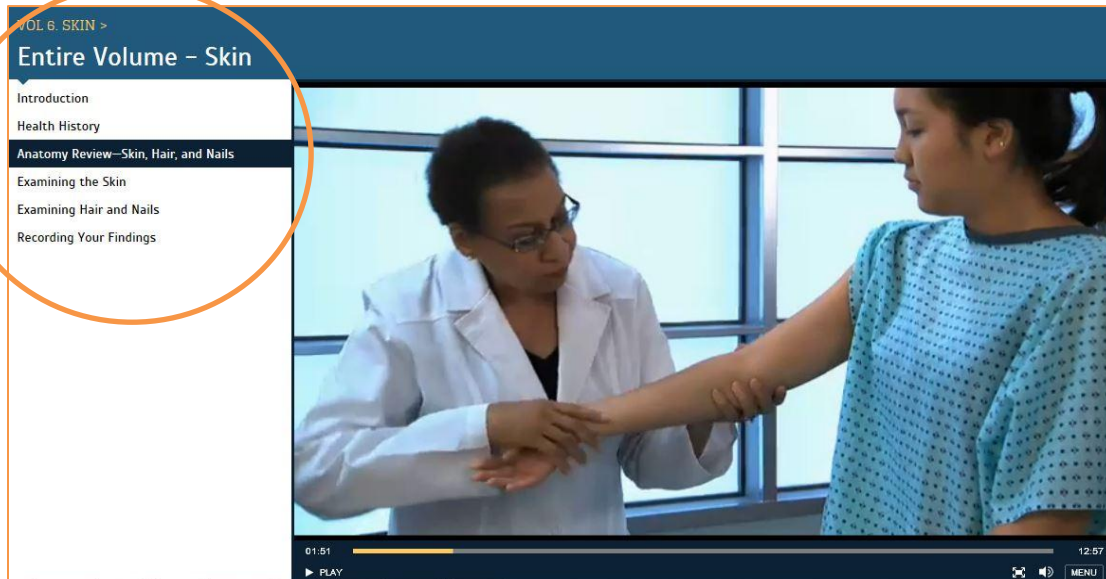 VOL 6. SKIN >
Entire Volume – Skin
Introduction
Health History
Anatomy Review—Skin, Hair, and Nails
Examining the Skin
Examining Hair and Nails
Recording Your Findings
01:51 12:57
PLAY MENU